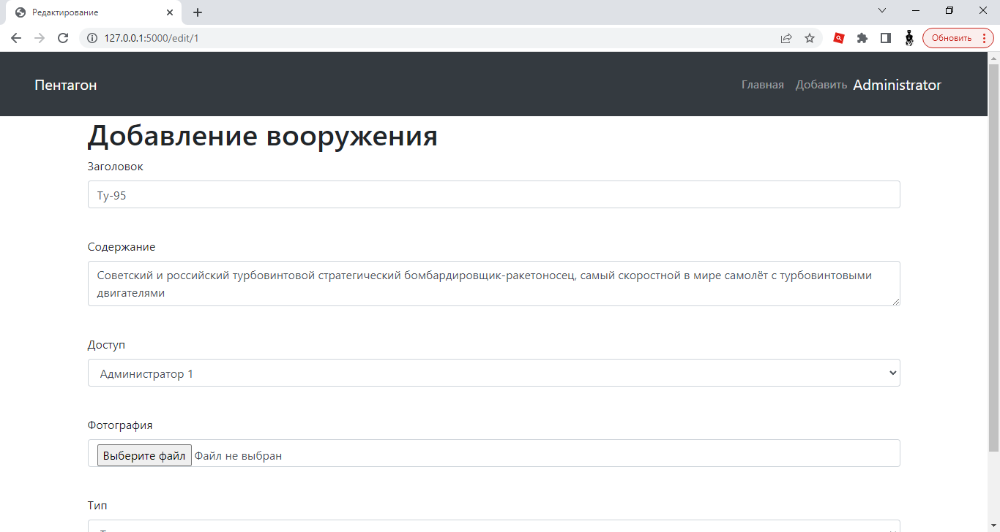 Редактирование
127.0.0.1:5000/edit/1
Обновить
Пентагон
Главная Добавить Administrator
Добавление вооружения
Заголовок
Ту-95
Содержание
Советский и российский турбовинтовой стратегический бомбардировщик-ракетоносец, самый скоростной в мире самолёт с турбовинтовыми
двигателями
Доступ
Администратор 1
Фотография
Выберите файл Файл не выбран
Тип